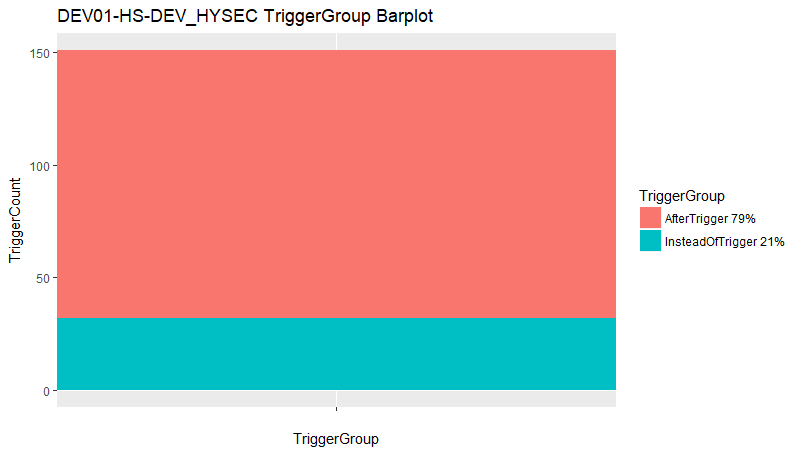 DEV01-HS-DEV_HYSEC TriggerGroup Barplot
150
100
50
0
TriggerCount
TriggerGroup
TriggerGroup
AfterTrigger 79%
InsteadOfTrigger 21%